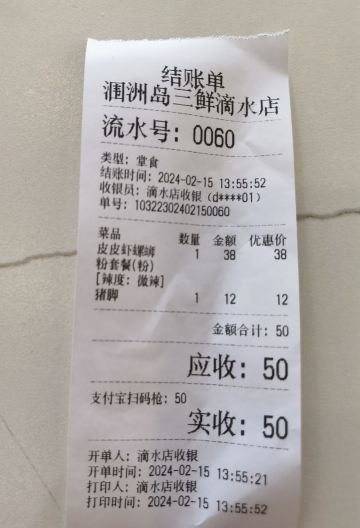 结账单
涠洲岛三鲜滴水店
流水号: 0060
类型: 堂食
结账时间: 2024-02-15 13:55:52
收银员: 滴水店收银 (d****01)
单号: 10322302402150060
菜品 数量 金额 优惠价
皮皮虾螺绑 1 38 38
粉套餐(粉)
[辣度: 微辣]
猪脚 1 12 12
金额合计: 50
应收: 50
支付宝扫码枪: 50
实收: 50
开单人: 滴水店收银
开单时间: 2024-02-15 13:55:21
打印人: 滴水店收银
打印时间: 2024-02-15 13:55:52